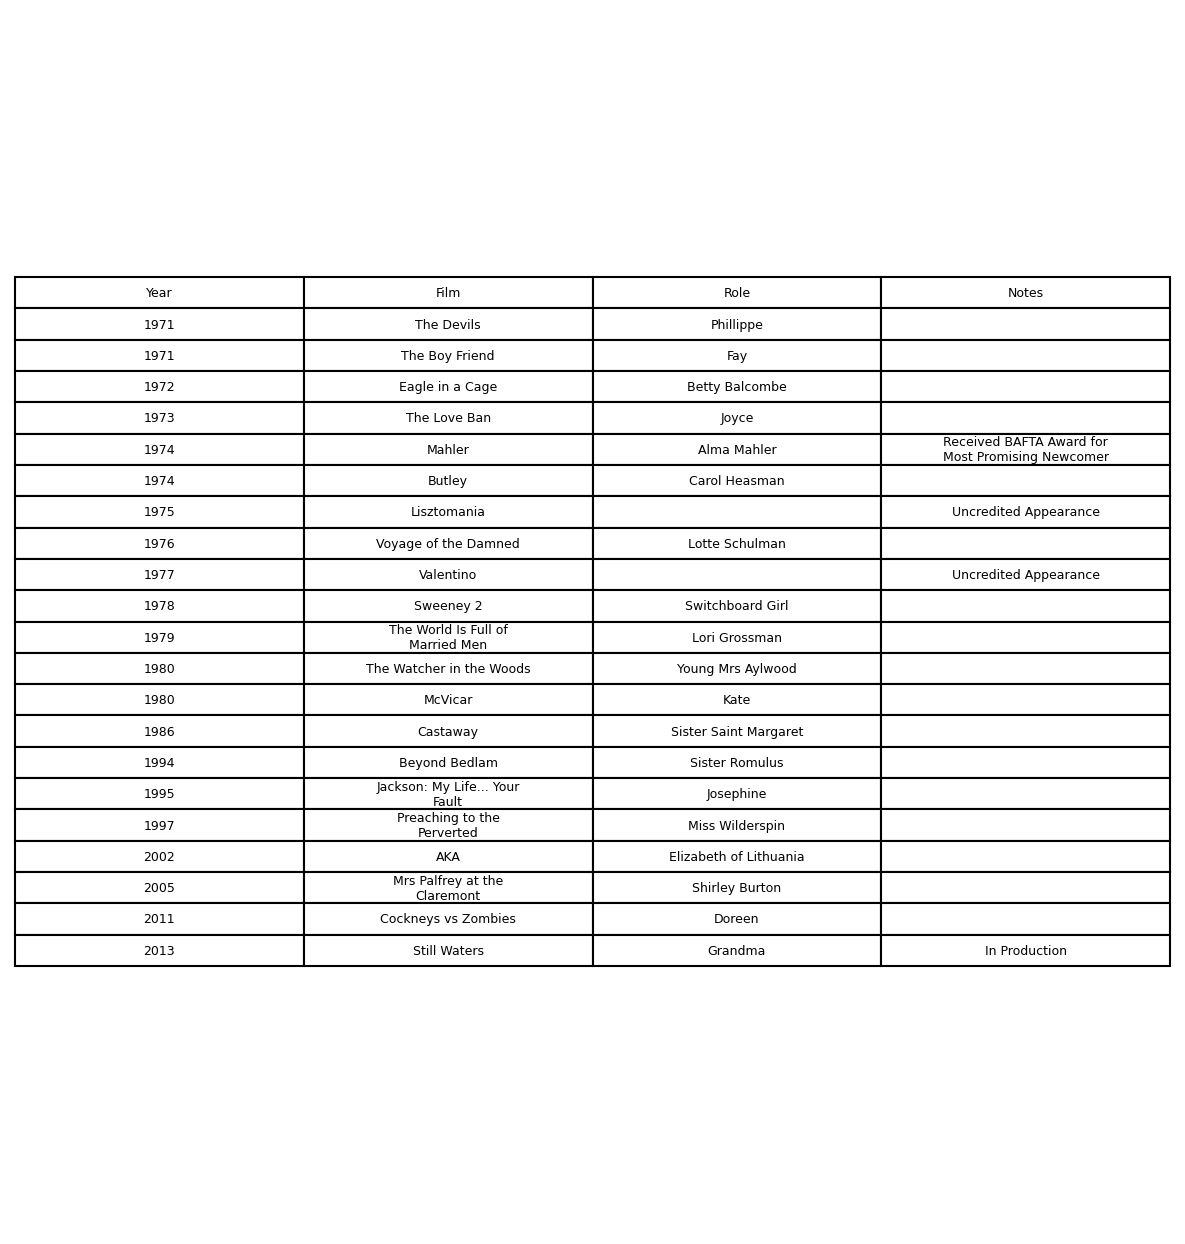 Year Film Role Notes
1971 The Devils Phillippe
1971 The Boy Friend Fay
1972 Eagle in a Cage Betty Balcombe
1973 The Love Ban Joyce
1974 Mahler Alma Mahler Received BAFTA Award for
Most Promising Newcomer
1974 Butley Carol Heasman
1975 Lisztomania Uncredited Appearance
1976 Voyage of the Damned Lotte Schulman
1977 Valentino Uncredited Appearance
1978 Sweeney 2 Switchboard Girl
1979 The World Is Full of
Married Men Lori Grossman
1980 The Watcher in the Woods Young Mrs Aylwood
1980 McVicar Kate
1986 Castaway Sister Saint Margaret
1994 Beyond Bedlam Sister Romulus
1995 Jackson: My Life... Your
Fault Josephine
1997 Preaching to the
Perverted Miss Wilderspin
2002 AKA Elizabeth of Lithuania
2005 Mrs Palfrey at the
Claremont Shirley Burton
2011 Cockneys vs Zombies Doreen
2013 Still Waters Grandma In Production